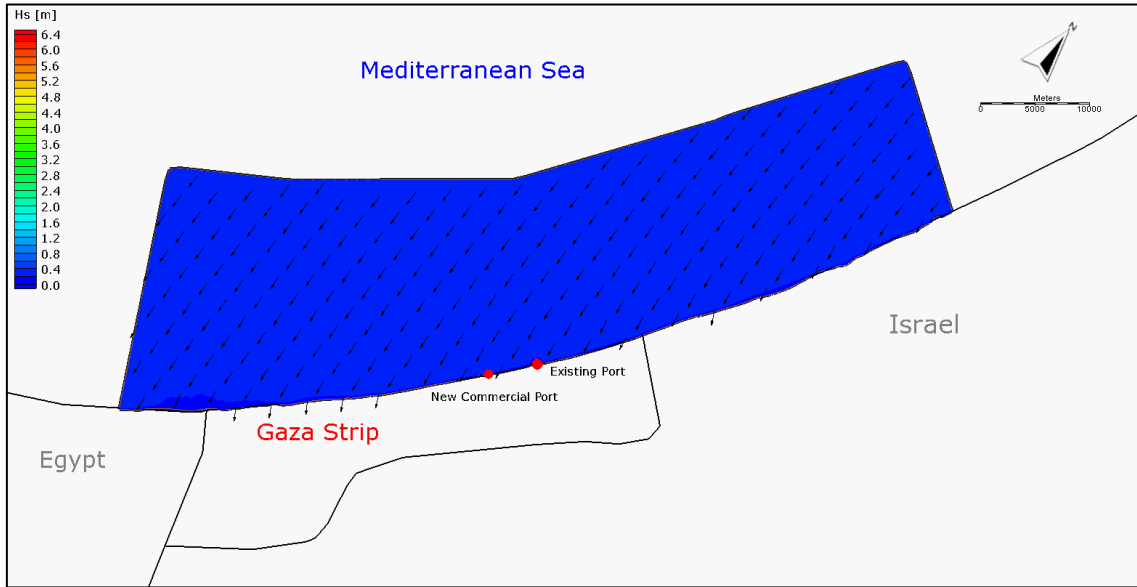 Hs [m]
6.4
6.0
5.6
5.2
4.8
4.4
4.0
3.6
3.2
2.8
2.4
2.0
1.6
1.2
0.8
0.4
0.0
Mediterranean Sea
N
Meters
0 5000 10000
Israel
Existing Port
New Commercial Port
Gaza Strip
Egypt